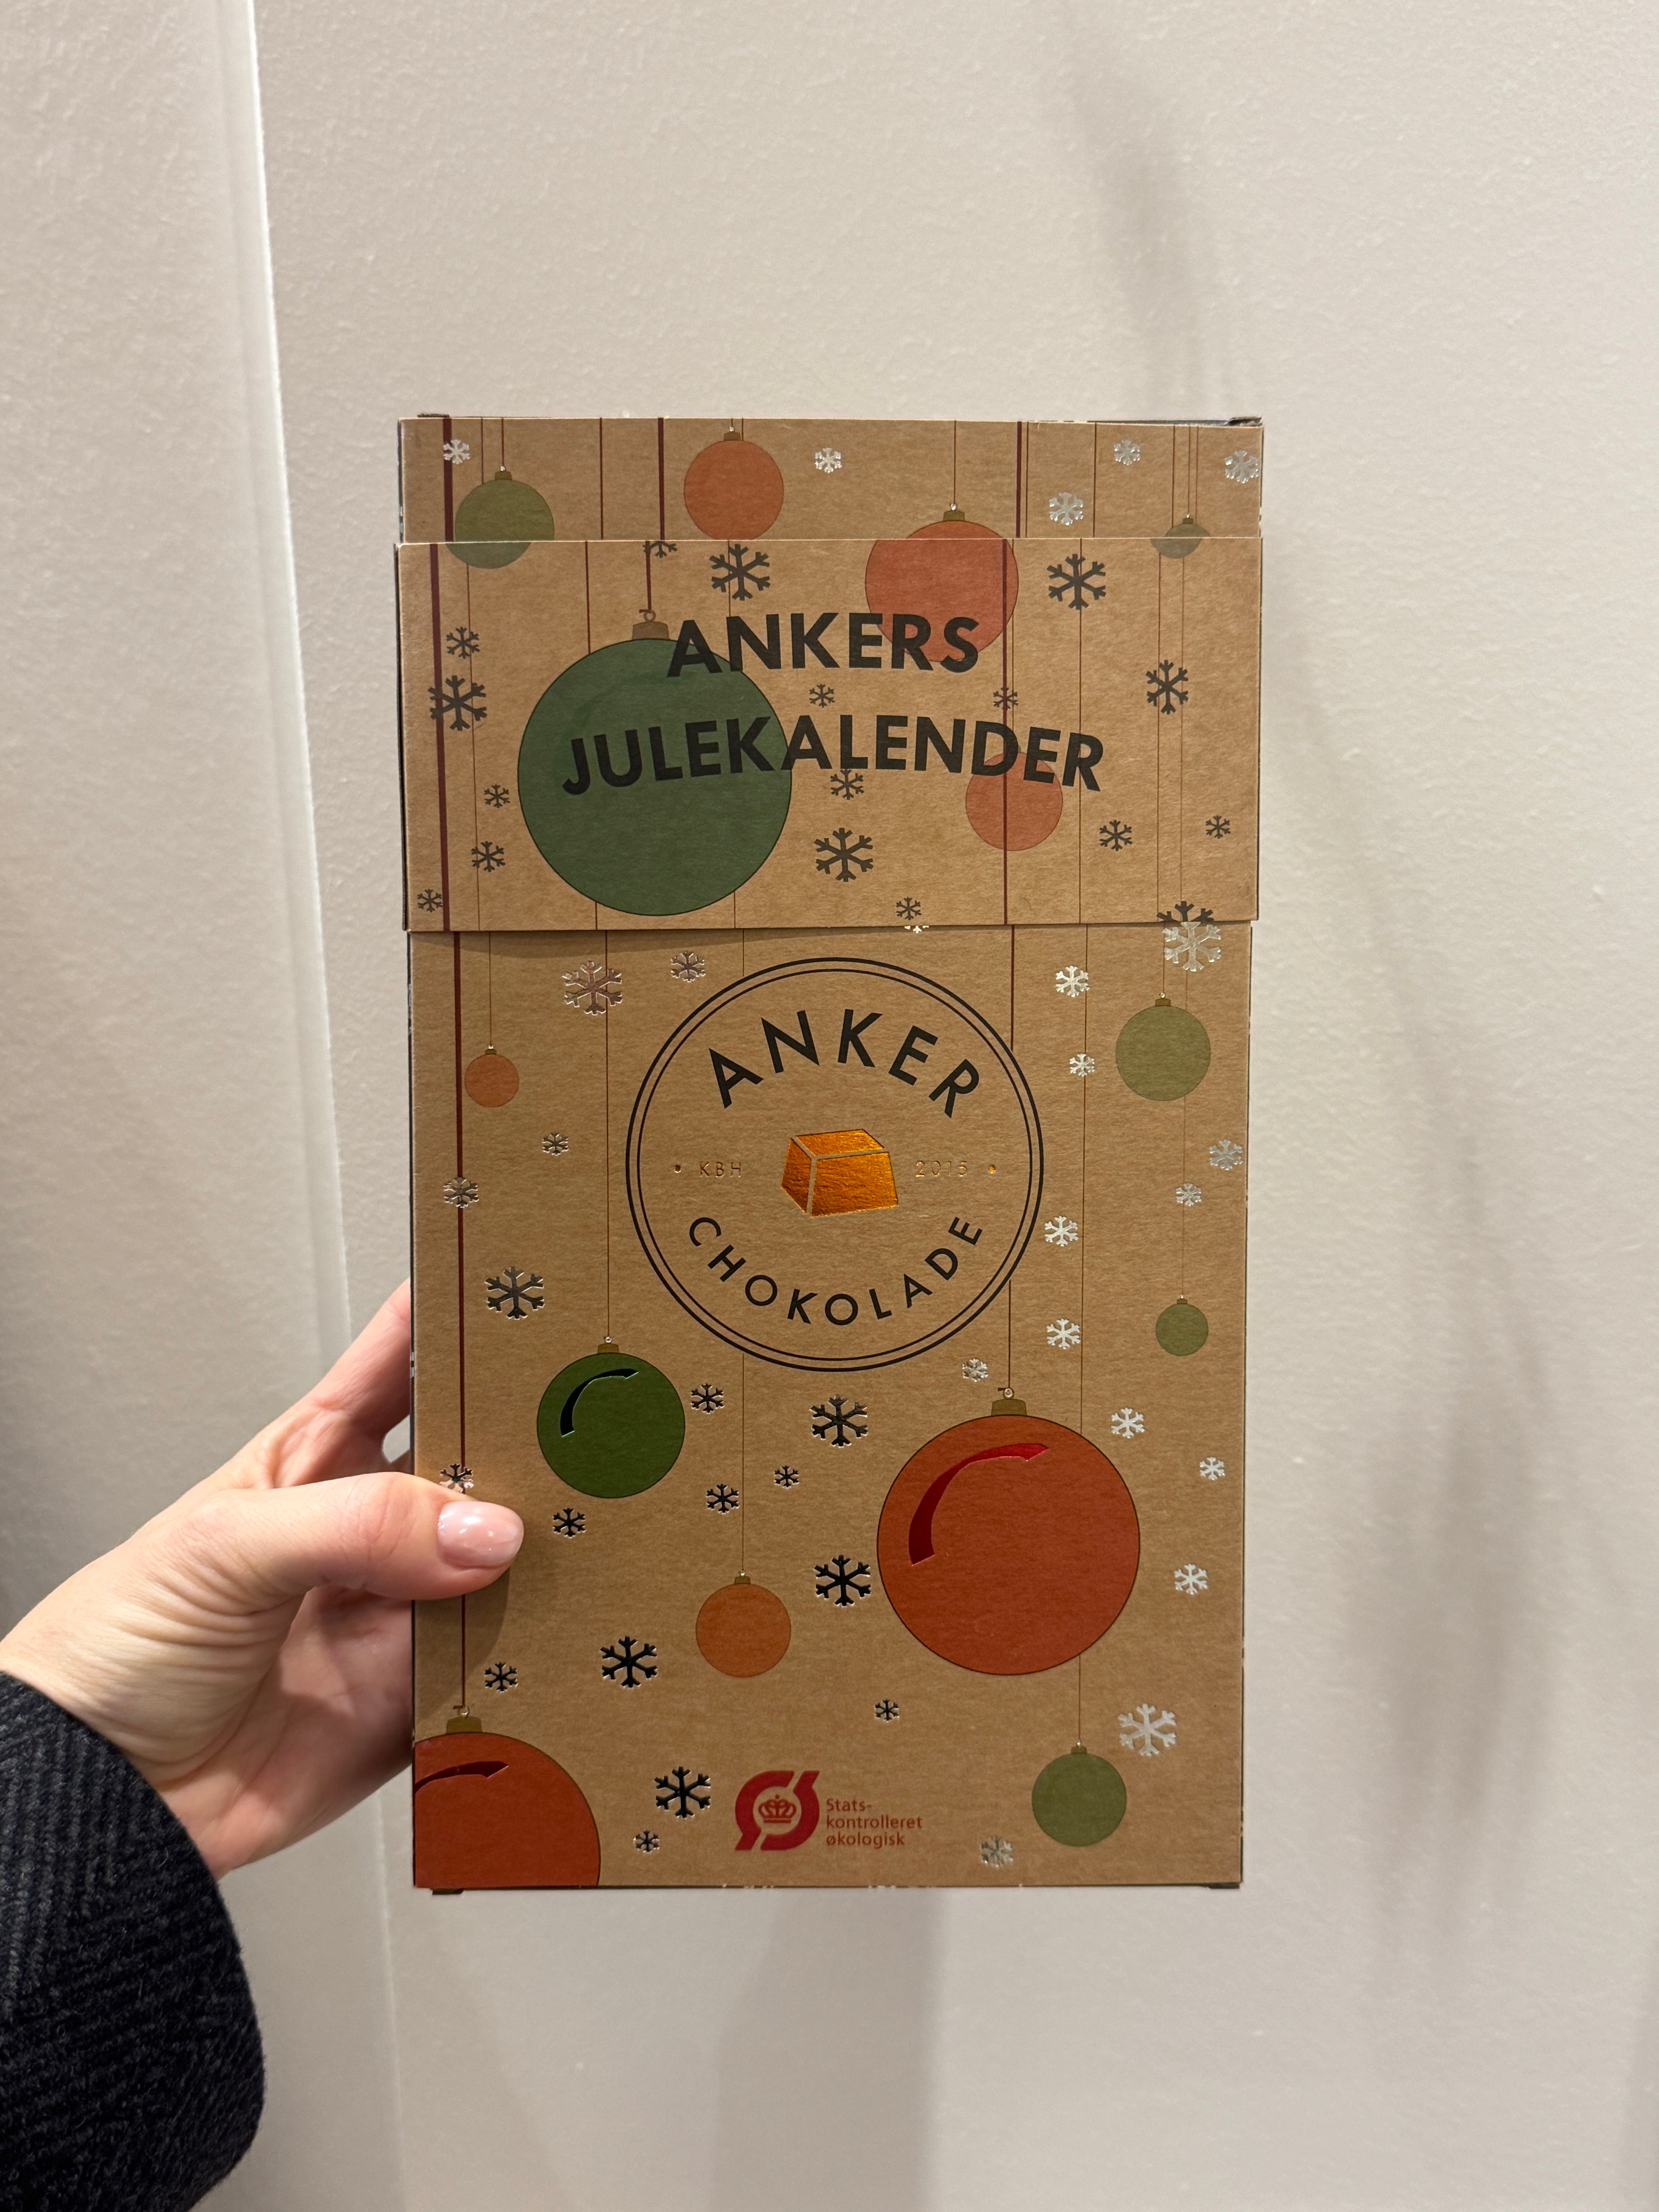 ANKERS
JULEKALENDER
ANKER
• KBH 2015 •
CHOKOLADE
Stats-
kontrolleret
økologisk